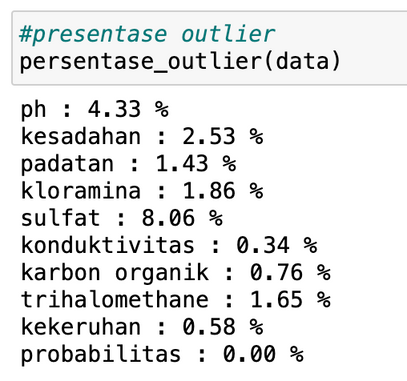 #presentase outlier
persentase_outlier(data)
ph : 4.33 %
kesadahan : 2.53 %
padatan : 1.43 %
kloramina : 1.86 %
sulfat : 8.06 %
konduktivitas : 0.34 %
karbon organik : 0.76 %
trihalomethane : 1.65 %
kekeruhan : 0.58 %
probabilitas : 0.00 %